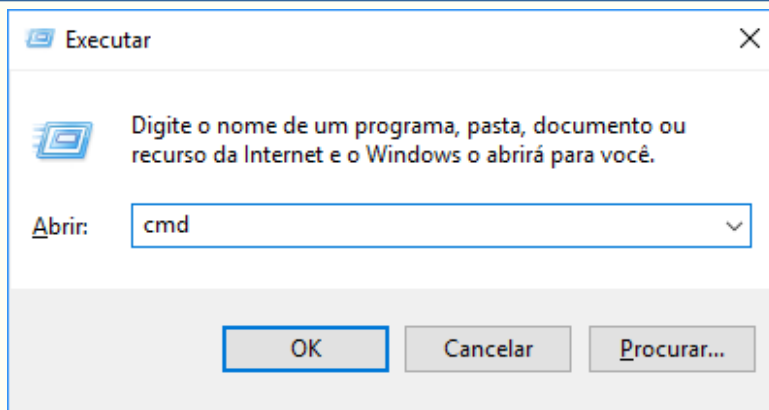 Executar
Digite o nome de um programa, pasta, documento ou
recurso da Internet e o Windows o abrirá para você.
Abrir: cmd
OK Cancelar Procurar...